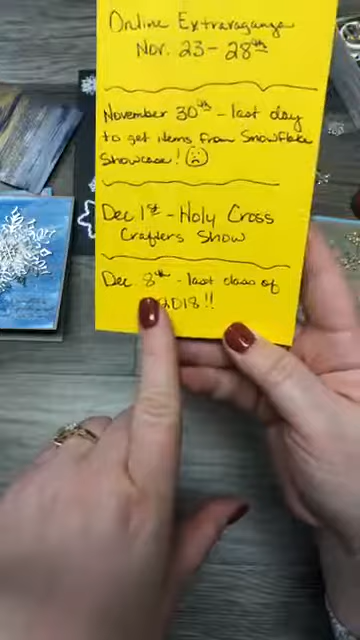 Online Extravaganza
Nov. 23 - 28th
November 30th - last day
to get items from Snowflake
Showcase!
Dec 1st - Holy Cross
Crafters Show
Dec 8th - last class of
2018!!